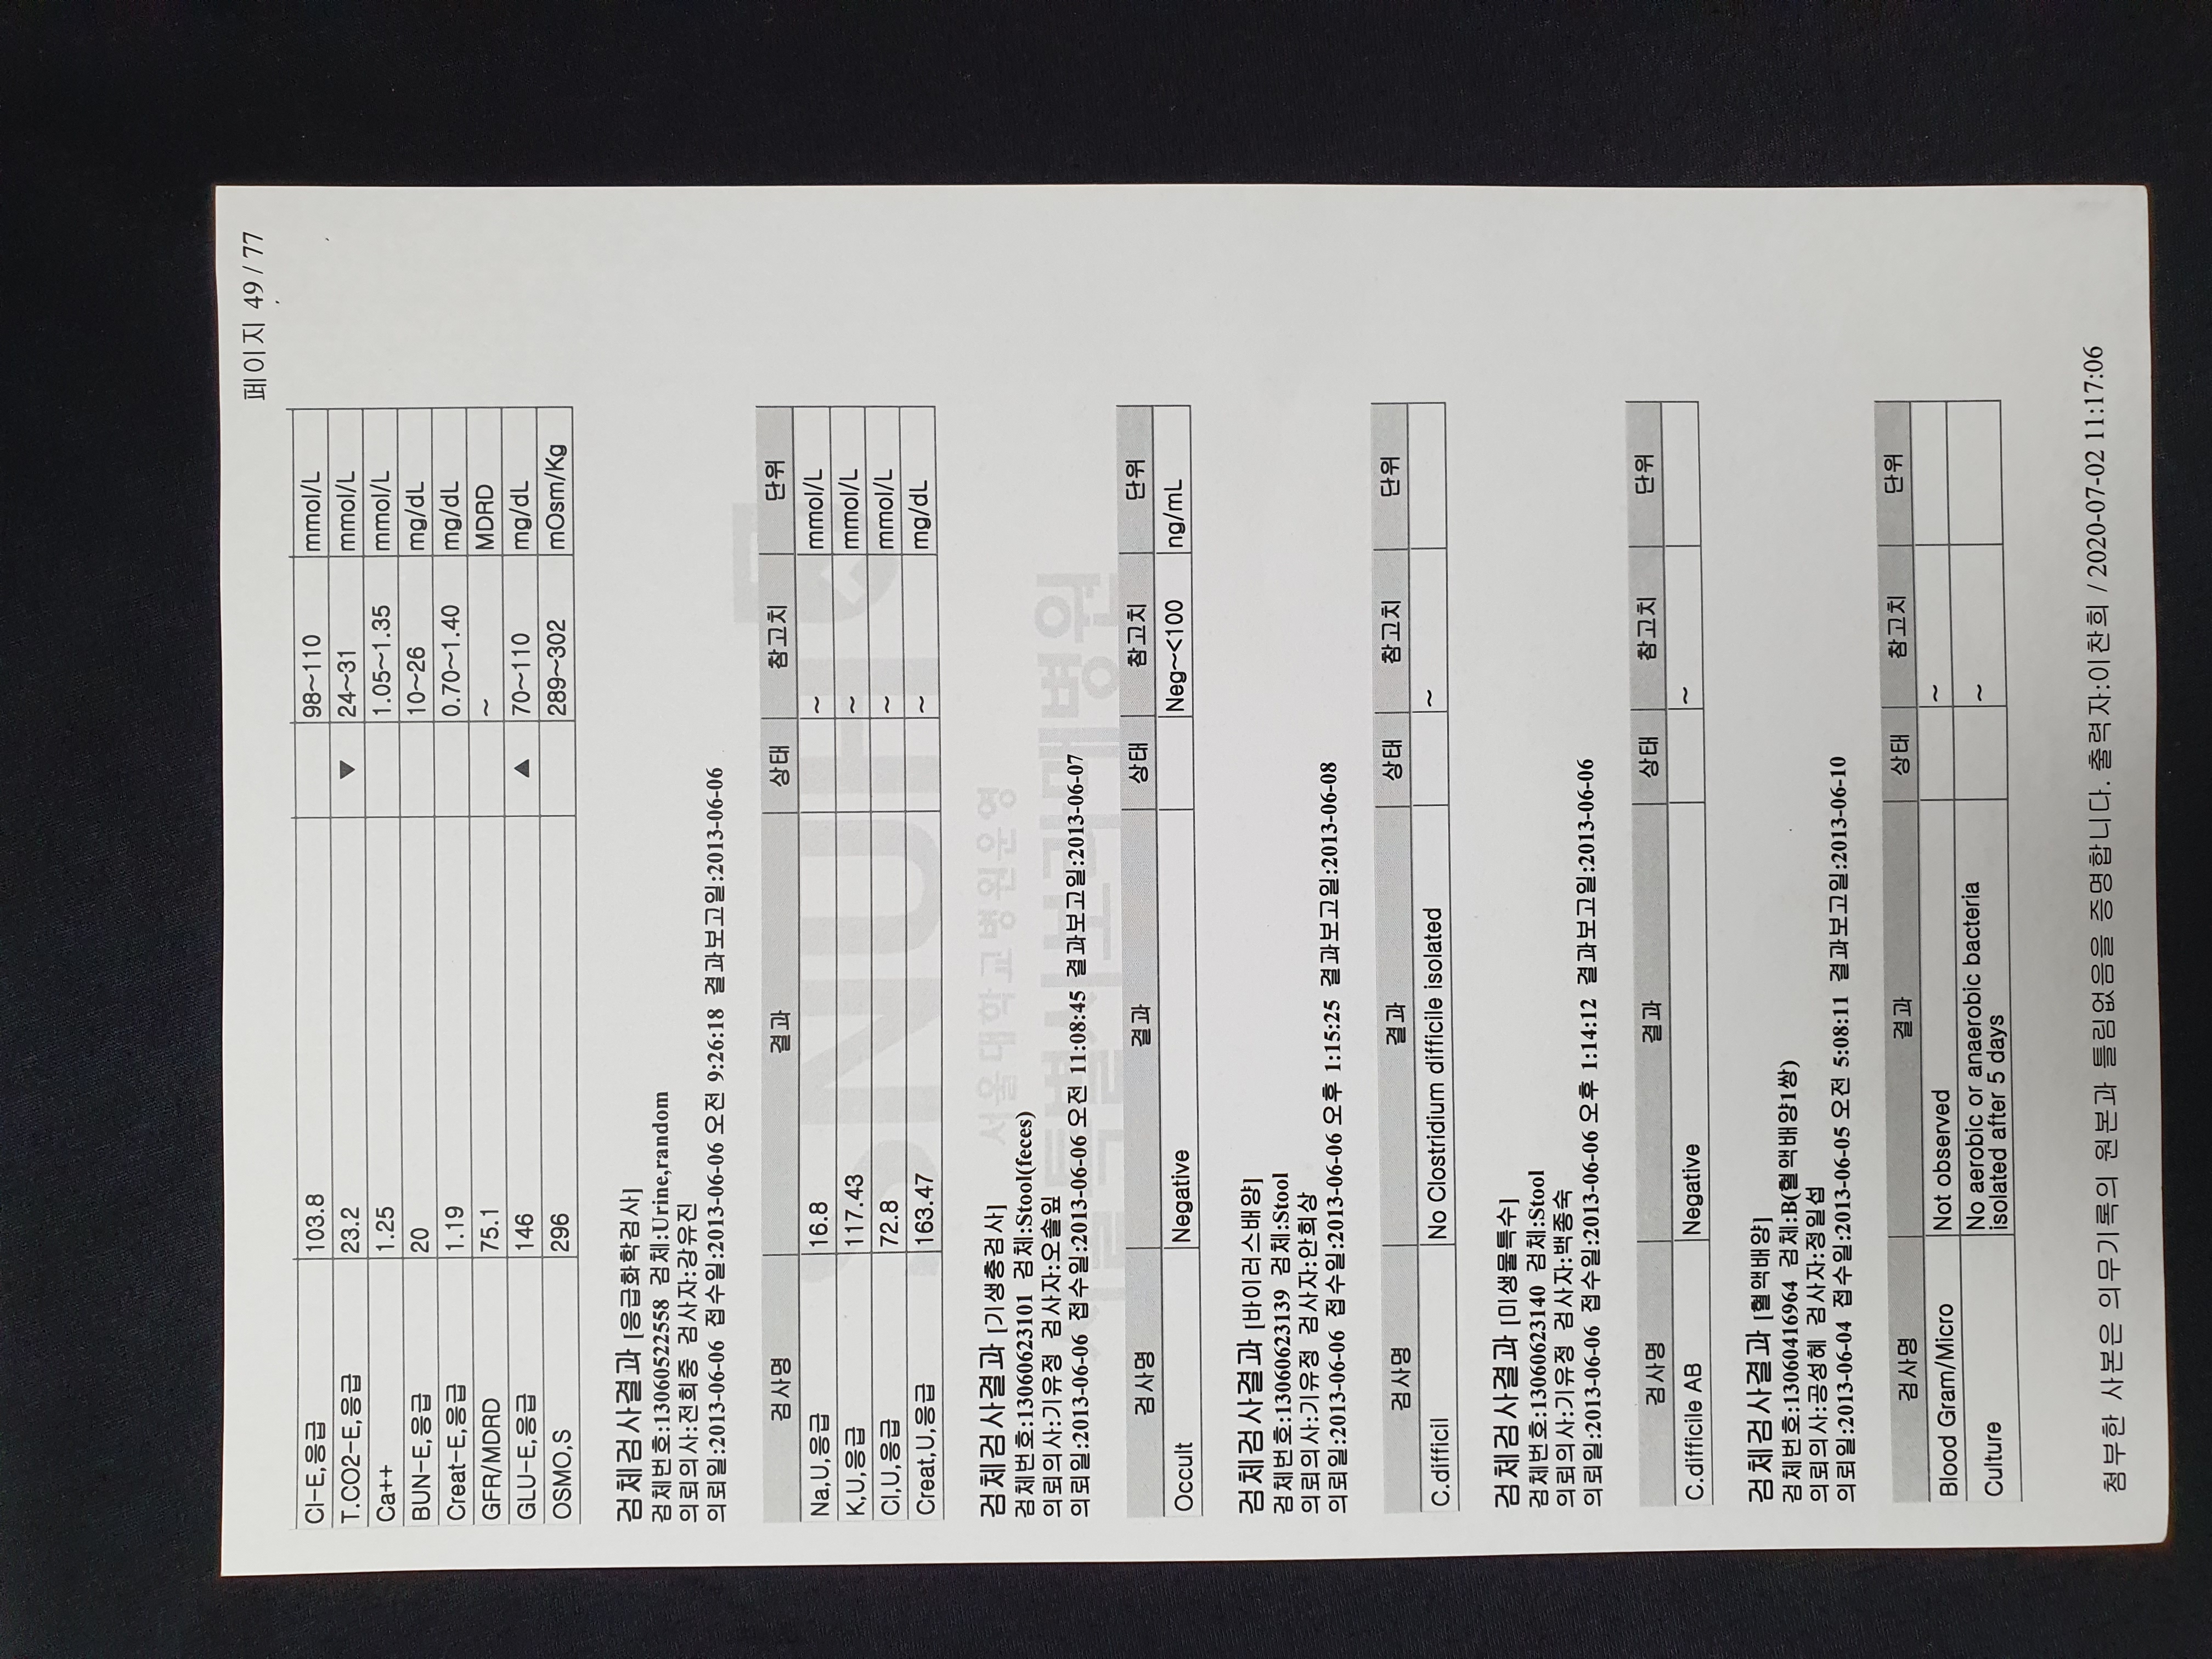 페이지 49 / 77
Cl-E,응급 103.8 98~110 mmol/L
T.CO2-E,응급 23.2 ▼ 24~31 mmol/L
Ca++ 1.25 1.05~1.35 mmol/L
BUN-E,응급 20 10~26 mg/dL
Creat-E,응급 1.19 0.70~1.40 mg/dL
GFR/MDRD 75.1 ~ MDRD
GLU-E,응급 146 ▲ 70~110 mg/dL
OSMO,S 296 289~302 mOsm/Kg
검체검사결과 [응급화학검사]
검체번호:13060522558 검체:Urine,random
의뢰의사:전희중 검사자:강유진
의뢰일:2013-06-06 접수일:2013-06-06 오전 9:26:18 결과보고일:2013-06-06
검사명 결과 상태 참고치 단위
Na,U,응급 16.8 ~ mmol/L
K,U,응급 117.43 ~ mmol/L
Cl,U,응급 72.8 ~ mmol/L
Creat,U,응급 163.47 ~ mg/dL
SNUH
검체검사결과 [기생충검사]
서울대학교병원운영
검체번호:13060623101 검체:Stool(feces)
의뢰의사:기유정 검사자:오솔잎
서울특별시보라매병원
의뢰일:2013-06-06 접수일:2013-06-06 오전 11:08:45 결과보고일:2013-06-07
검사명 결과 상태 참고치 단위
Occult Negative Neg~<100 ng/mL
검체검사결과 [바이러스배양]
검체번호:13060623139 검체:Stool
의뢰의사:기유정 검사자:안희상
의뢰일:2013-06-06 접수일:2013-06-06 오후 1:15:25 결과보고일:2013-06-08
검사명 결과 상태 참고치 단위
C.difficil No Clostridium difficile isolated ~
검체검사결과 [미생물특수]
검체번호:13060623140 검체:Stool
의뢰의사:기유정 검사자:백종숙
의뢰일:2013-06-06 접수일:2013-06-06 오후 1:14:12 결과보고일:2013-06-06
검사명 결과 상태 참고치 단위
C.difficile AB Negative ~
검체검사결과 [혈액배양]
검체번호:13060416964 검체:B(혈액배양1쌍)
의뢰의사:공성혜 검사자:정일섭
의뢰일:2013-06-04 접수일:2013-06-05 오전 5:08:11 결과보고일:2013-06-10
검사명 결과 상태 참고치 단위
Blood Gram/Micro Not observed ~
Culture No aerobic or anaerobic bacteria ~
isolated after 5 days
첨부한 사본은 의무기록의 원본과 틀림없음을 증명합니다. 출력자:이찬희 / 2020-07-02 11:17:06